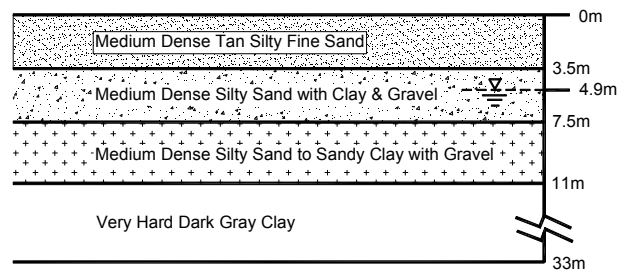 0m
Medium Dense Tan Silty Fine Sand
3.5m
Medium Dense Silty Sand with Clay & Gravel
4.9m
7.5m
Medium Dense Silty Sand to Sandy Clay with Gravel
11m
Very Hard Dark Gray Clay
33m